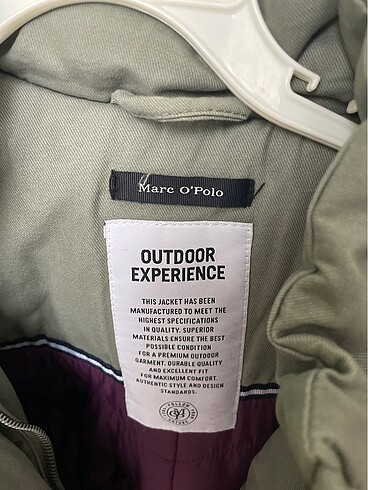 Marc O'Polo
OUTDOOR
EXPERIENCE
THIS JACKET HAS BEEN
MANUFACTURED TO MEET THE
HIGHEST SPECIFICATIONS
IN QUALITY. SUPERIOR
MATERIALS ENSURE THE BEST
POSSIBLE CONDITION
FOR A PREMIUM OUTDOOR
GARMENT. DURABLE QUALITY
AND EXCELLENT FIT
FOR MAXIMUM COMFORT.
AUTHENTIC STYLE AND DESIGN
STANDARDS.
FOLLOW
NATURE